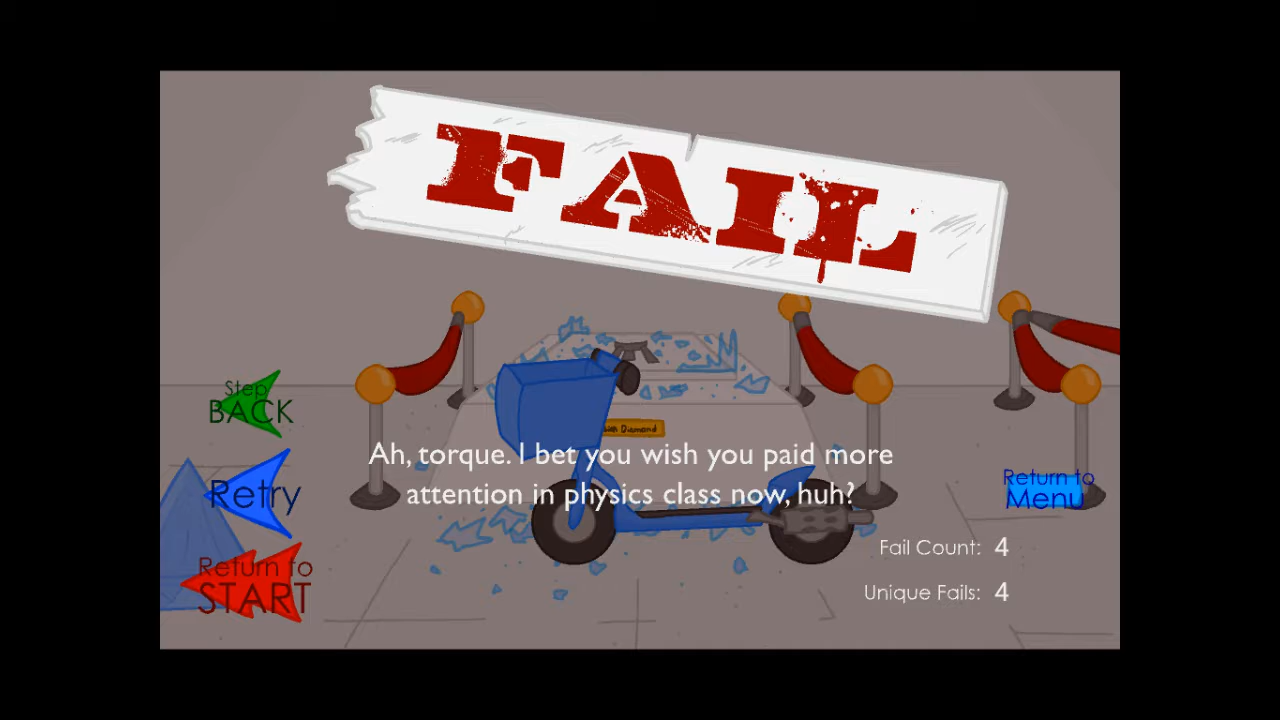 FAIL
Step
BACK
Diamond
Ah, torque. I bet you wish you paid more
attention in physics class now, huh?
Retry
Return to
Menu
Return to
START
Fail Count: 4
Unique Fails: 4